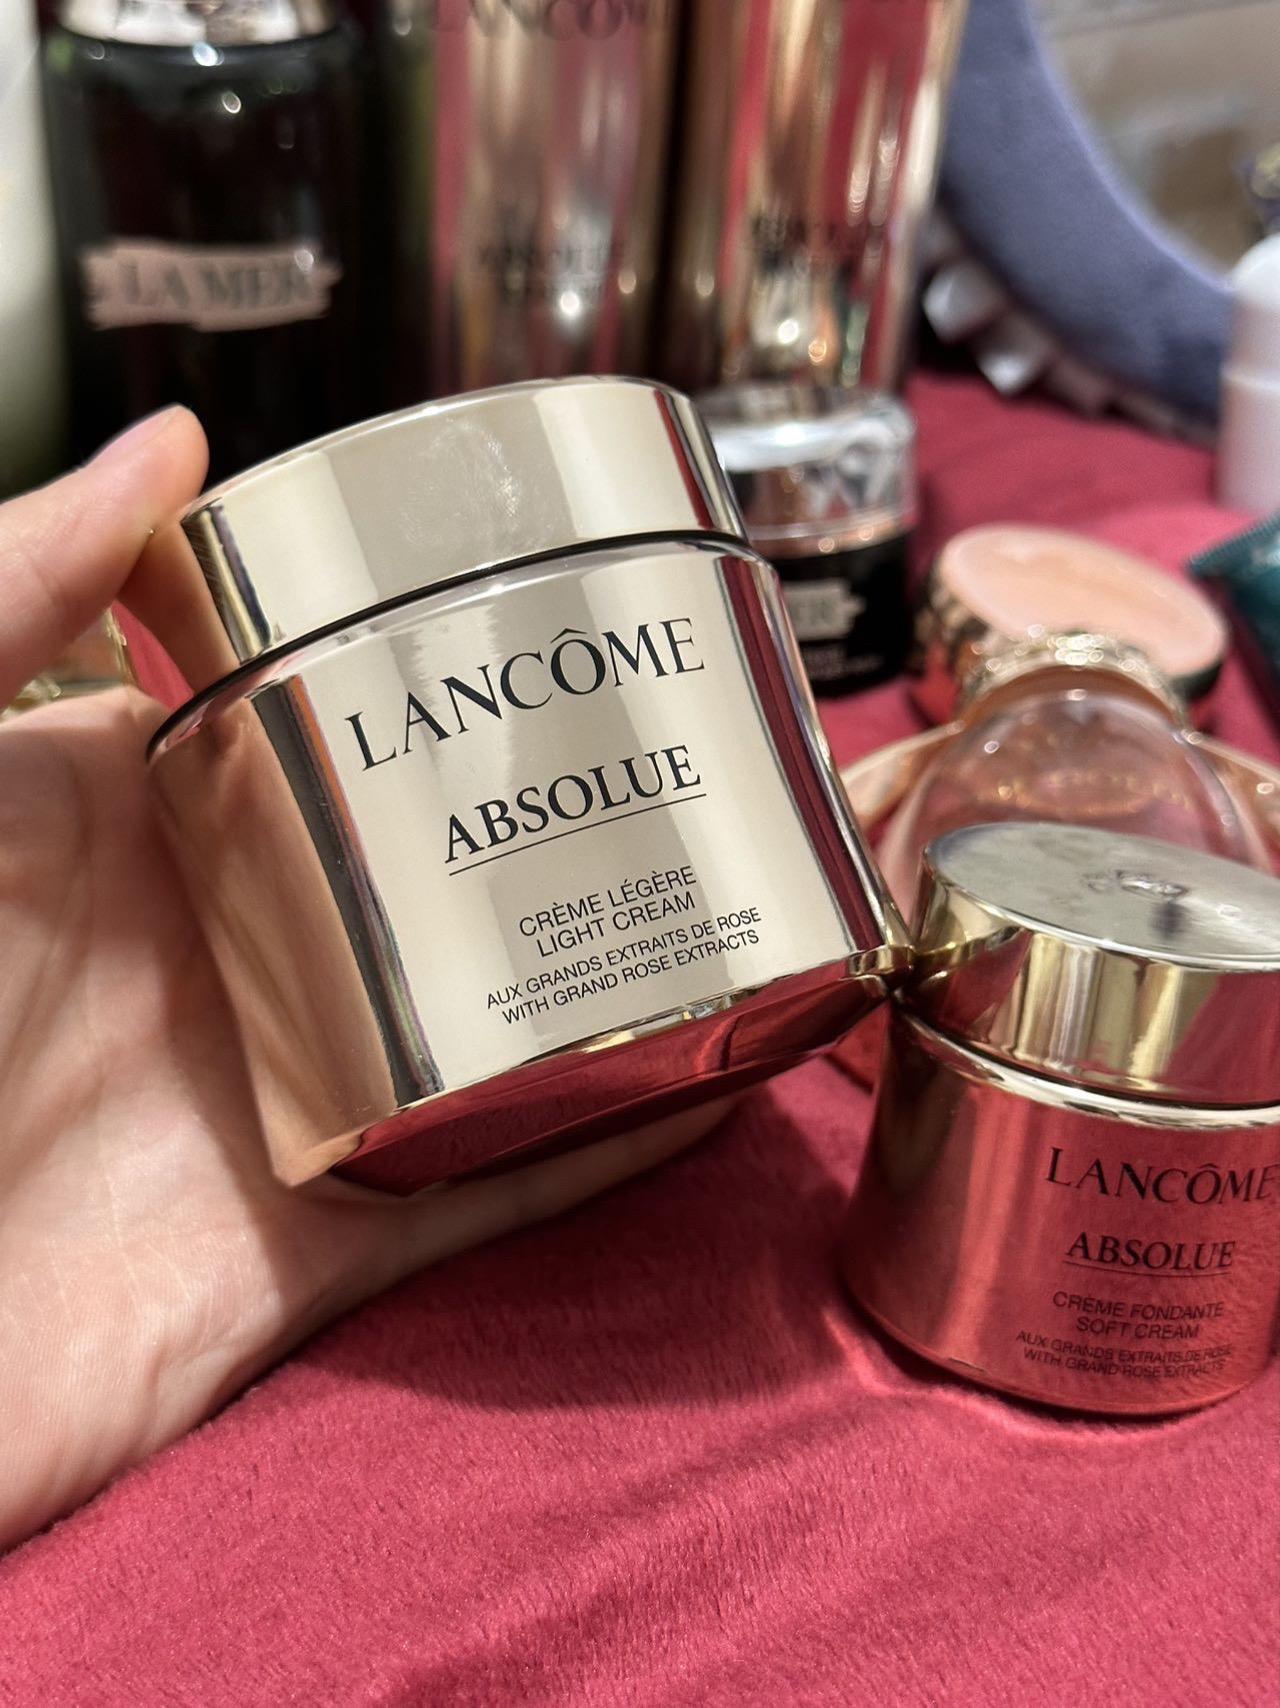 LANCÔME
LA MER
LANCÔME
ABSOLUE
CRÈME LÉGÈRE
LIGHT CREAM
AUX GRANDS EXTRAITS DE ROSE
WITH GRAND ROSE EXTRACTS
LANCÔME
ABSOLUE
CRÈME FONDANTE
SOFT CREAM
AUX GRANDS EXTRAITS DE ROSE
WITH GRAND ROSE EXTRACTS